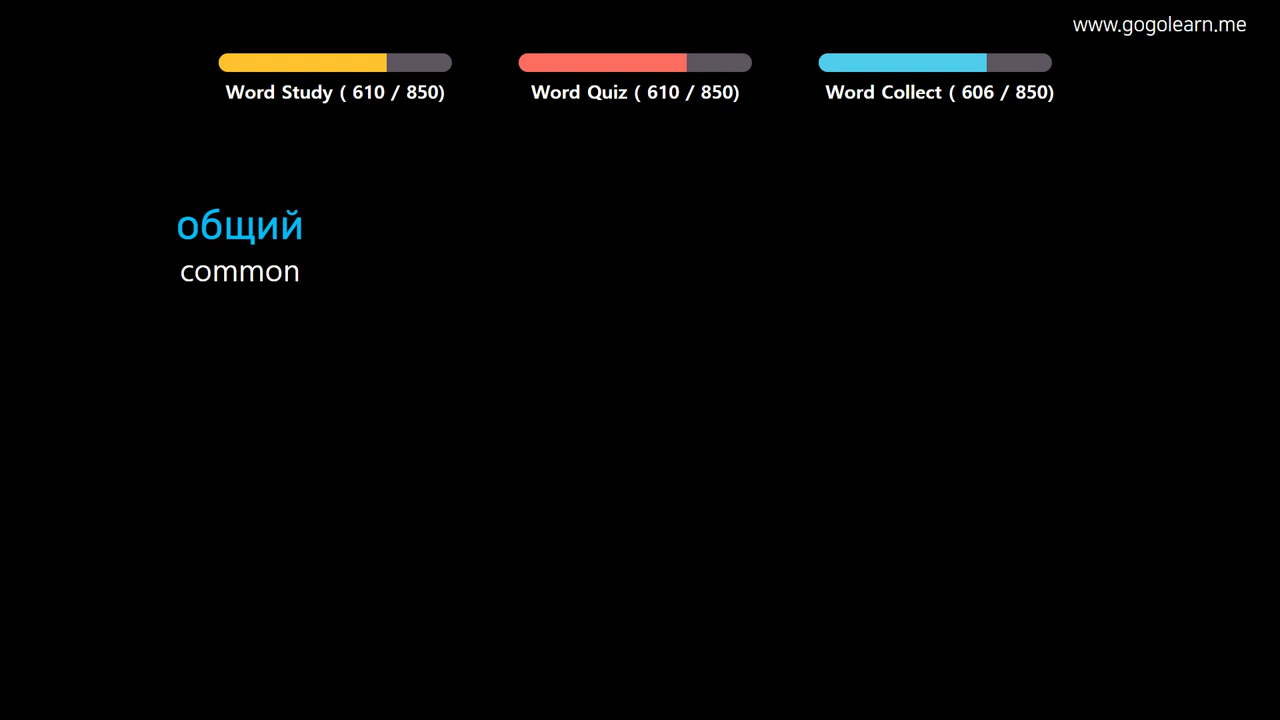 www.gogolearn.me
Word Study ( 610 / 850)
Word Quiz ( 610 / 850)
Word Collect ( 606 / 850)
общий
common